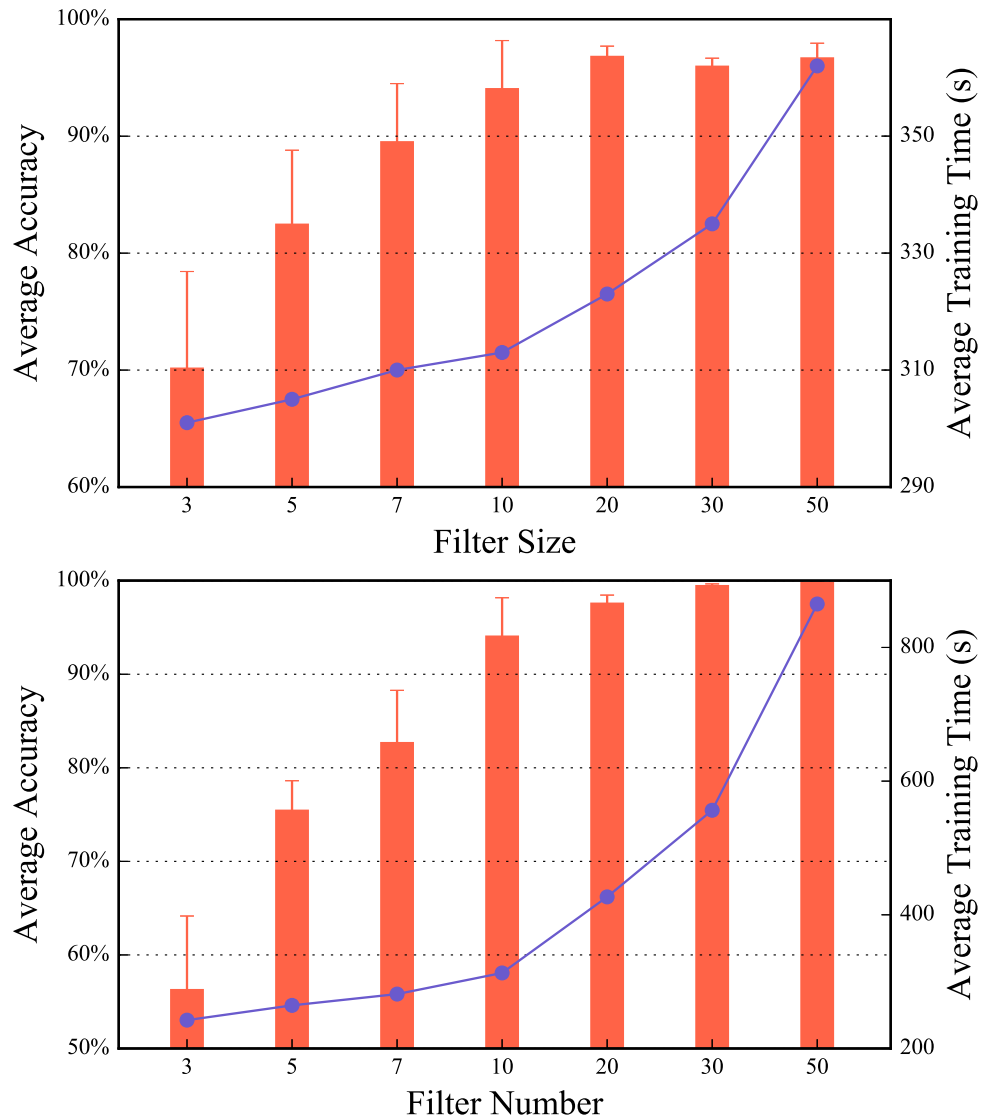 100%
90%
80%
70%
60%
Average Accuracy
350
330
310
290
Average Training Time (s)
3 5 7 10 20 30 50
Filter Size
100%
90%
80%
70%
60%
50%
Average Accuracy
800
600
400
200
Average Training Time (s)
3 5 7 10 20 30 50
Filter Number